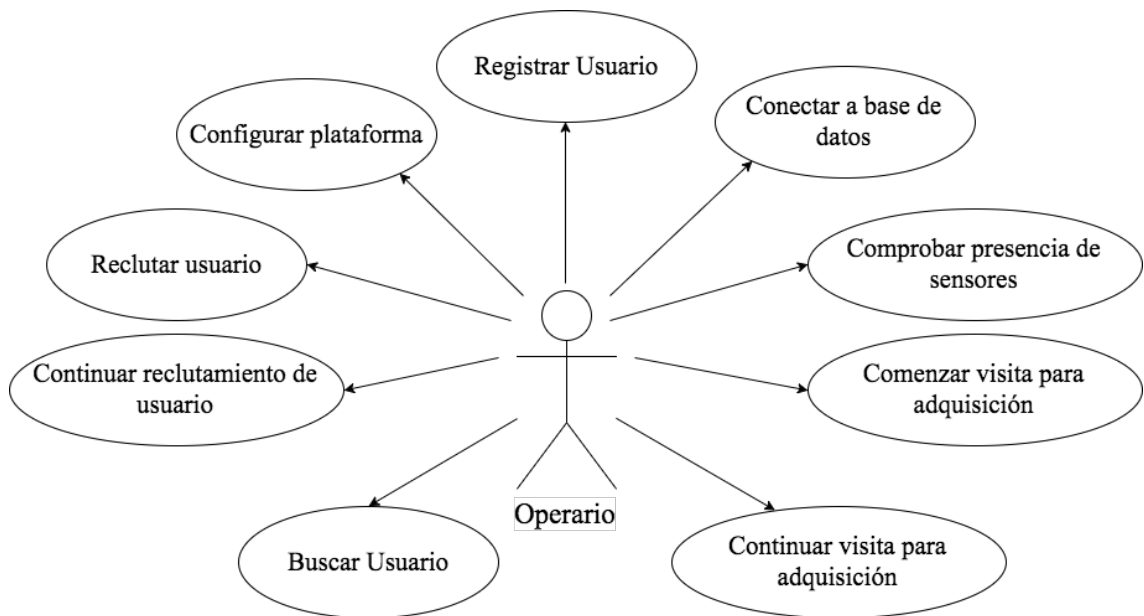 Registrar Usuario
Conectar a base de
datos
Configurar plataforma
Reclutar usuario
Comprobar presencia de
sensores
Continuar reclutamiento de
usuario
Comenzar visita para
adquisición
Operario
Buscar Usuario
Continuar visita para
adquisición